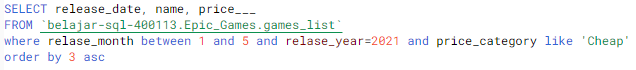 SELECT release_date, name, price___
FROM `belajar-sql-400113.Epic_Games.games_list`
where relase_month between 1 and 5 and relase_year=2021 and price_category like 'Cheap'
order by 3 asc